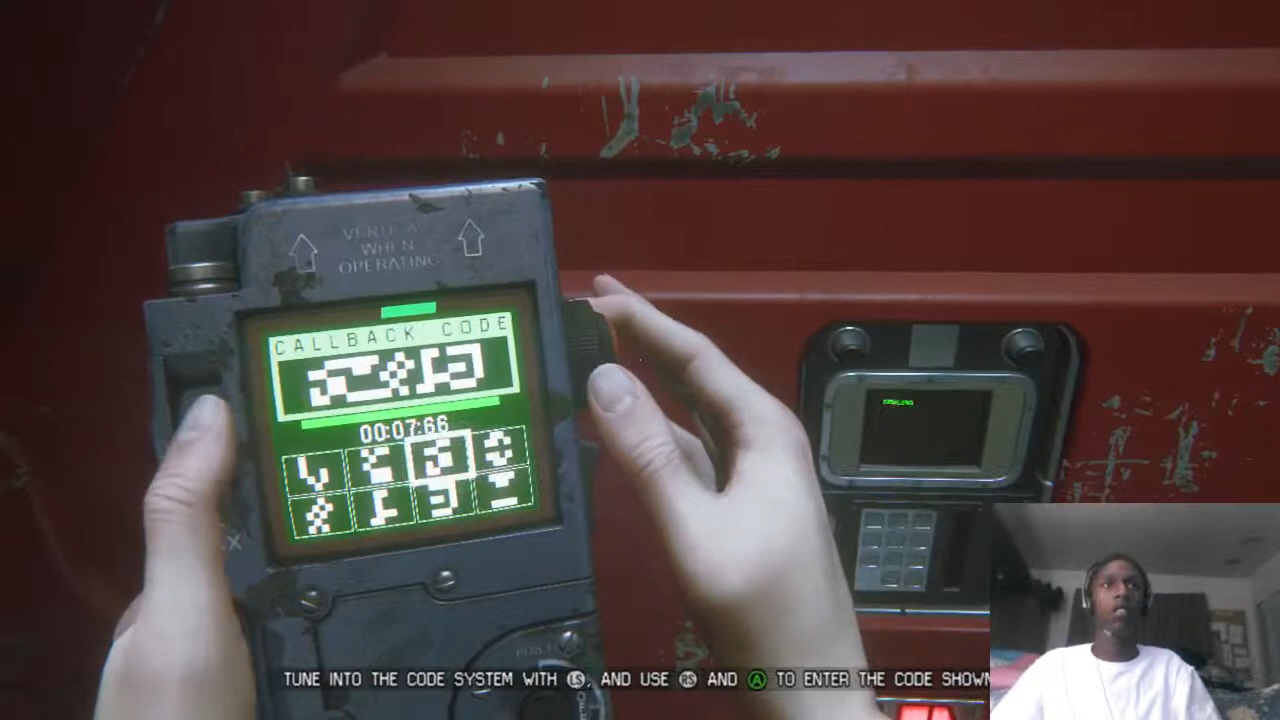 VERTICAL
WHEN
OPERATING
CALLBACK CODE
00:07:66
TUNE INTO THE CODE SYSTEM WITH LS, AND USE RS AND A TO ENTER THE CODE SHOWN